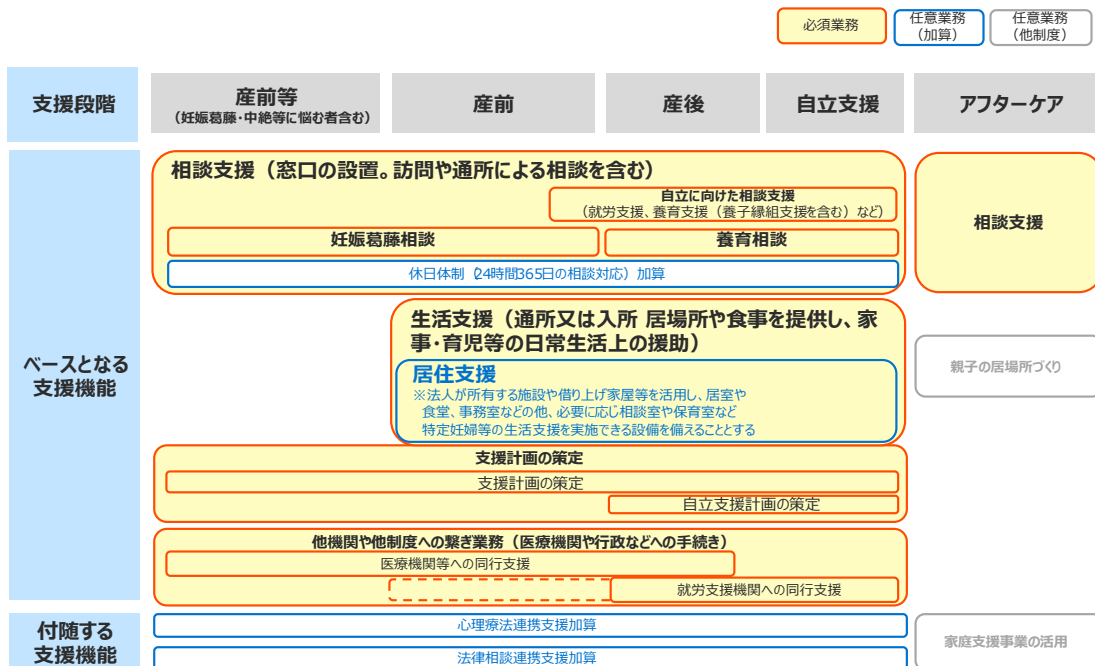 必須業務
任意業務
（加算）
任意業務
（他制度）
支援段階
産前等
（妊娠葛藤・中絶等に悩む者含む）
産前
産後
自立支援
アフターケア
ベースとなる
支援機能
相談支援（窓口の設置。訪問や通所による相談を含む）
自立に向けた相談支援
（就労支援、養育支援（養子縁組支援を含む）など）
妊娠葛藤相談
養育相談
休日体制（24時間365日の相談対応）加算
相談支援
生活支援（通所又は入所 居場所や食事を提供し、家
事・育児等の日常生活上の援助）
居住支援
※法人が所有する施設や借り上げ家屋等を活用し、居室や
食堂、事務室などの他、必要に応じ相談室や保育室など
特定妊婦等の生活支援を実施できる設備を備えることとする
親子の居場所づくり
支援計画の策定
支援計画の策定
自立支援計画の策定
他機関や他制度への繋ぎ業務（医療機関や行政などへの手続き）
医療機関等への同行支援
就労支援機関への同行支援
付随する
支援機能
心理療法連携支援加算
法律相談連携支援加算
家庭支援事業の活用